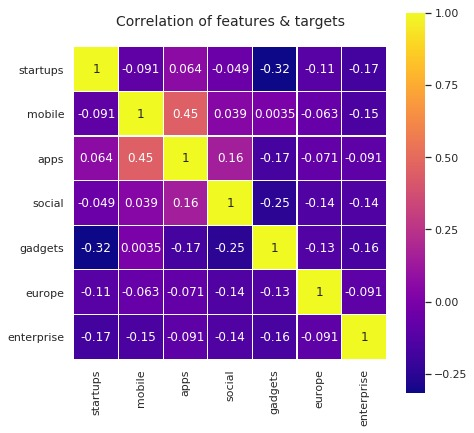 Correlation of features & targets
startups 1 -0.091 0.064 -0.049 -0.32 -0.11 -0.17
mobile -0.091 1 0.45 0.039 0.0035 -0.063 -0.15
apps 0.064 0.45 1 0.16 -0.17 -0.071 -0.091
social -0.049 0.039 0.16 1 -0.25 -0.14 -0.14
gadgets -0.32 0.0035 -0.17 -0.25 1 -0.13 -0.16
europe -0.11 -0.063 -0.071 -0.14 -0.13 1 -0.091
enterprise -0.17 -0.15 -0.091 -0.14 -0.16 -0.091 1
startups mobile apps social gadgets europe enterprise
1.00
0.75
0.50
0.25
0.00
−0.25